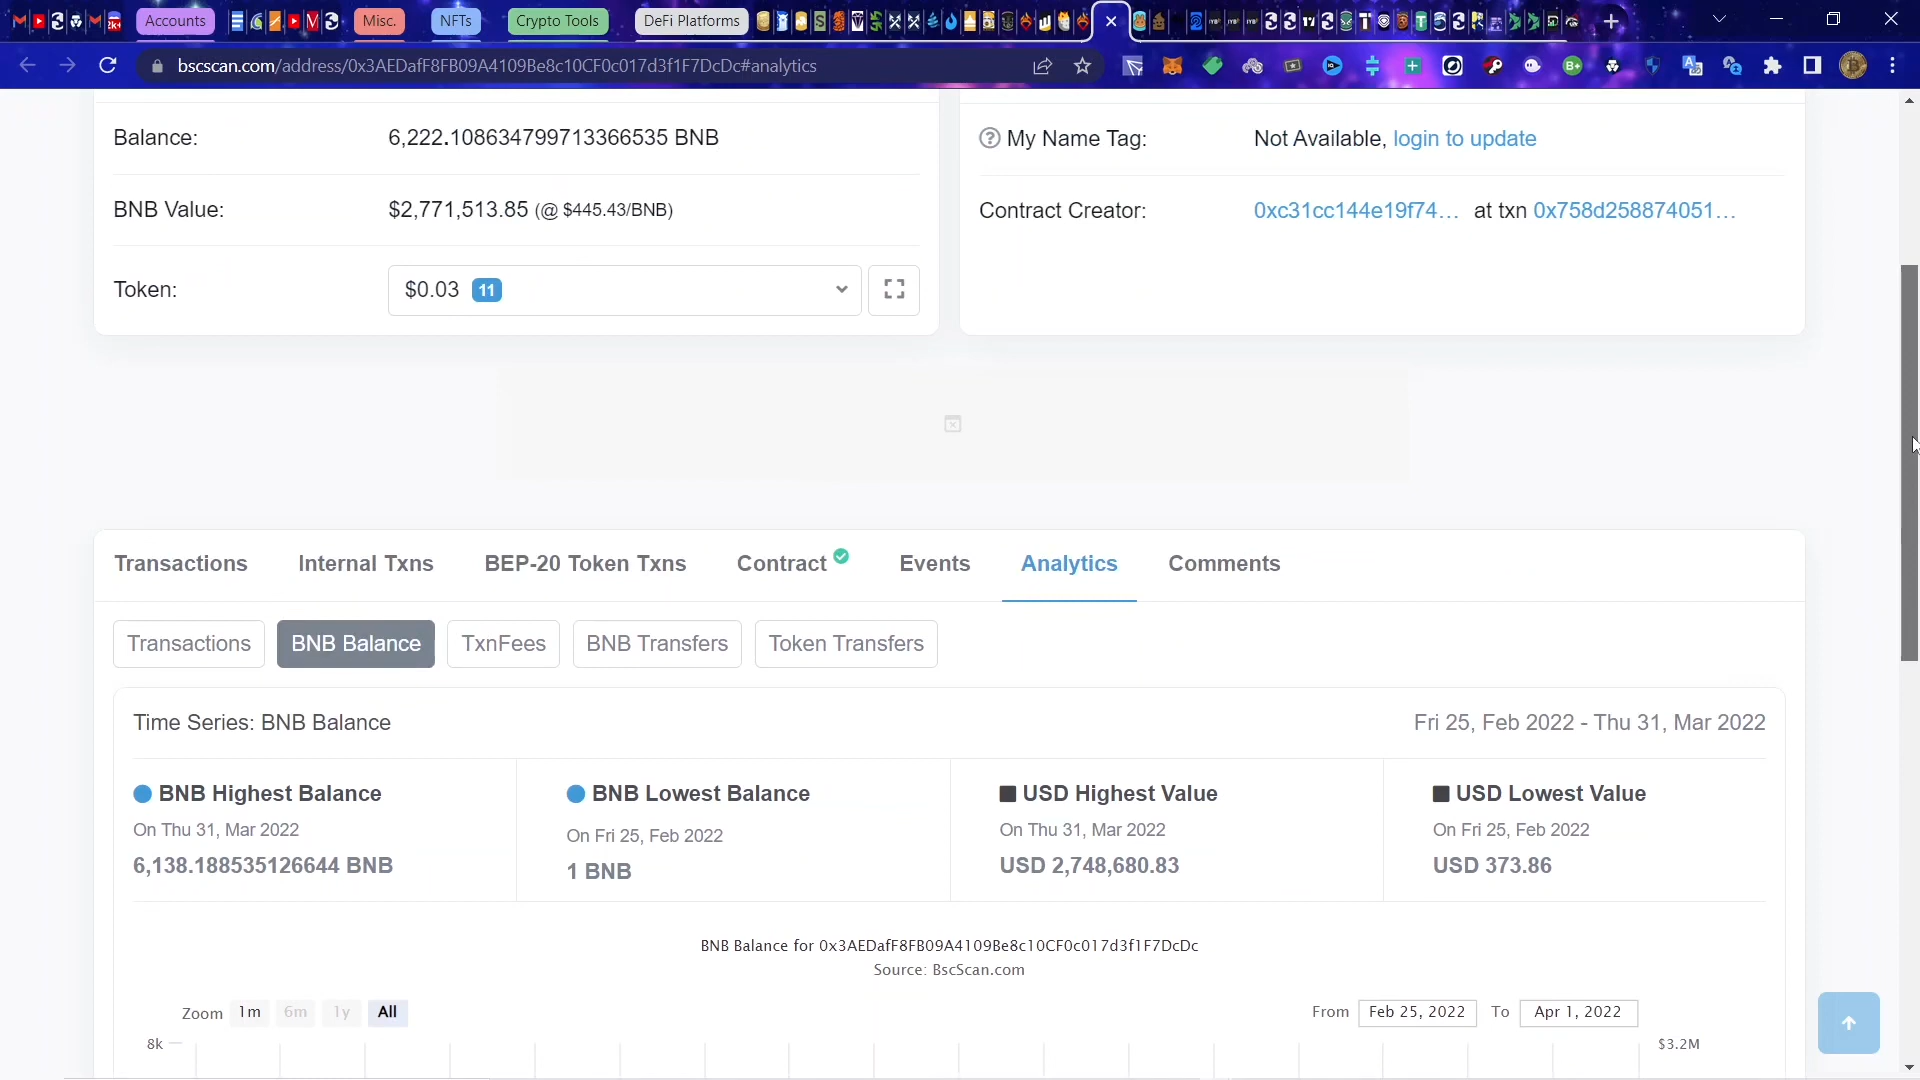 Accounts
Misc.
NFTs
Crypto Tools
DeFi Platforms
bscscan.com/address/0x3AEDafF8FB09A4109Be8c10CF0c017d3f1F7DcDc#analytics
Balance: 6,222.108634799713366535 BNB
BNB Value: $2,771,513.85 (@ $445.43/BNB)
Token: $0.03 11
My Name Tag: Not Available, login to update
Contract Creator: 0xc31cc144e19f74... at txn 0x758d258874051...
Transactions Internal Txns BEP-20 Token Txns Contract Events Analytics Comments
Transactions BNB Balance TxnFees BNB Transfers Token Transfers
Time Series: BNB Balance Fri 25, Feb 2022 - Thu 31, Mar 2022
BNB Highest Balance
On Thu 31, Mar 2022
6,138.188535126644 BNB
BNB Lowest Balance
On Fri 25, Feb 2022
1 BNB
USD Highest Value
On Thu 31, Mar 2022
USD 2,748,680.83
USD Lowest Value
On Fri 25, Feb 2022
USD 373.86
BNB Balance for 0x3AEDafF8FB09A4109Be8c10CF0c017d3f1F7DcDc
Source: BscScan.com
Zoom 1m 6m 1y All From Feb 25, 2022 To Apr 1, 2022
8k $3.2M